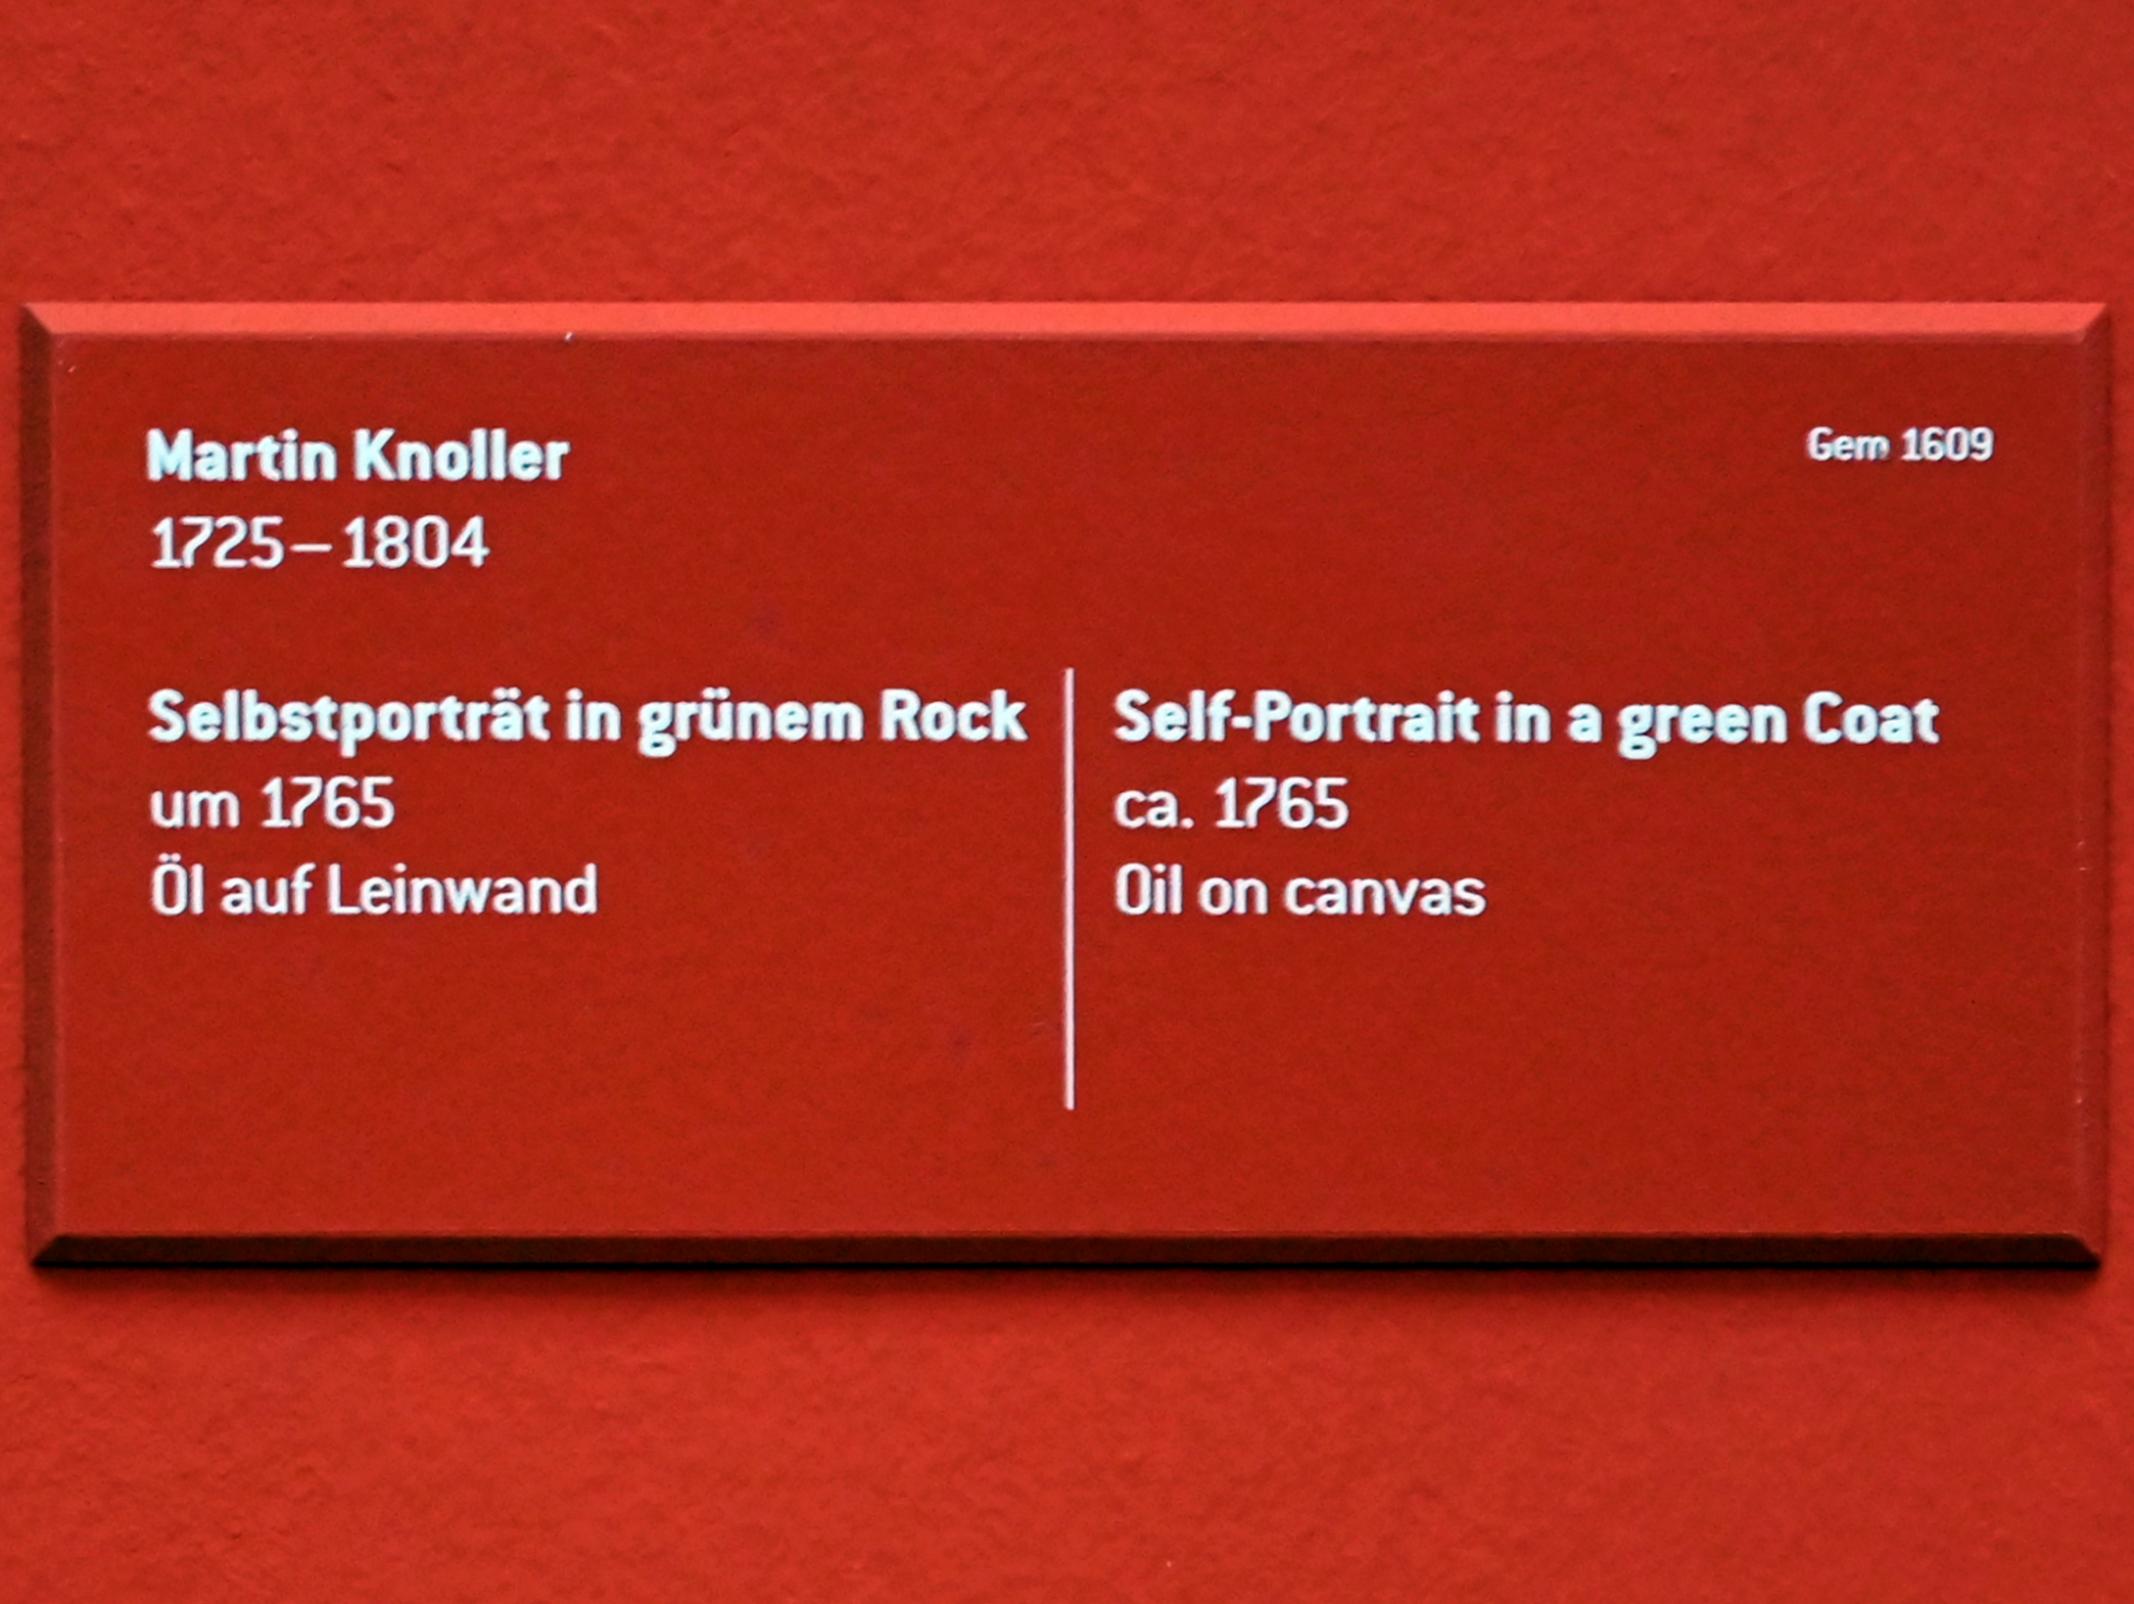 Martin Knoller
Gem 1609
1725–1804
Selbstporträt in grünem Rock
um 1765
Öl auf Leinwand
Self-Portrait in a green Coat
ca. 1765
Oil on canvas